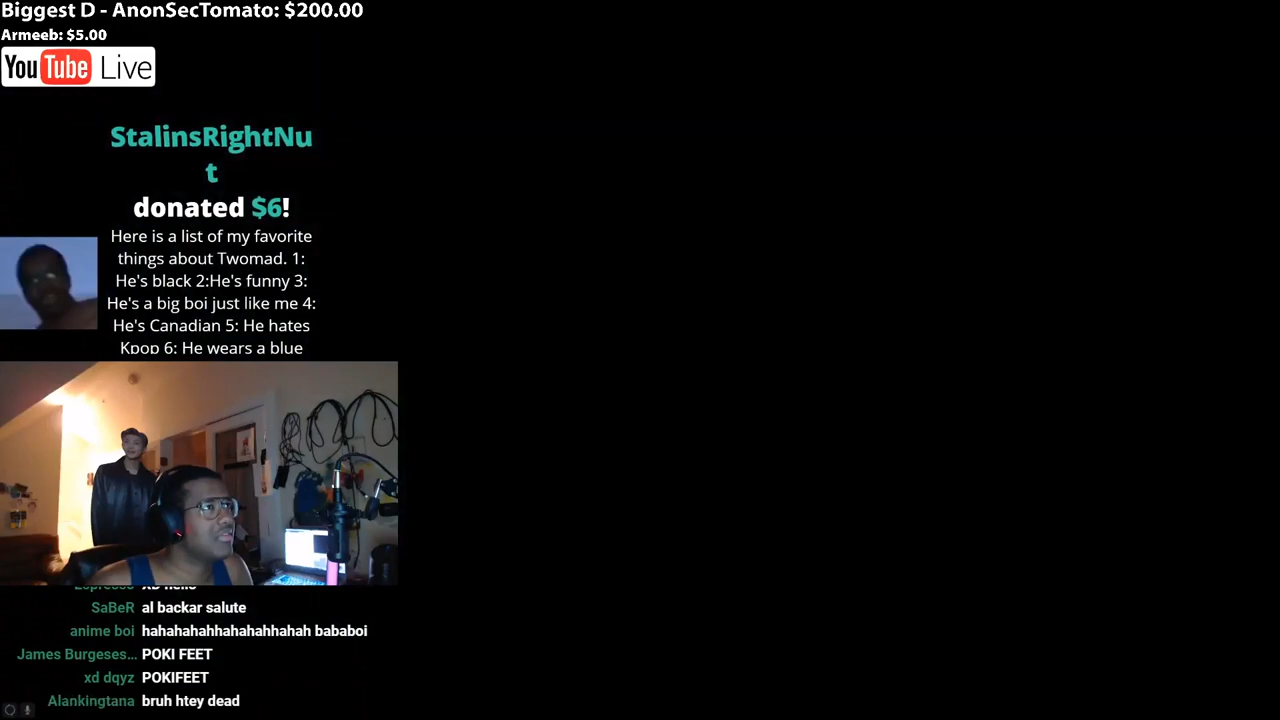 Biggest D - AnonSecTomato: $200.00
Armeeb: $5.00
YouTube Live
StalinsRightNu
t
donated $6!
Here is a list of my favorite
things about Twomad. 1:
He's black 2:He's funny 3:
He's a big boi just like me 4:
He's Canadian 5: He hates
Kpop 6: He wears a blue
SaBeR al backar salute
anime boi hahahahahhahahahhahah bababoi
James Burgeses... POKI FEET
xd dqyz POKIFEET
Alankingtana bruh htey dead